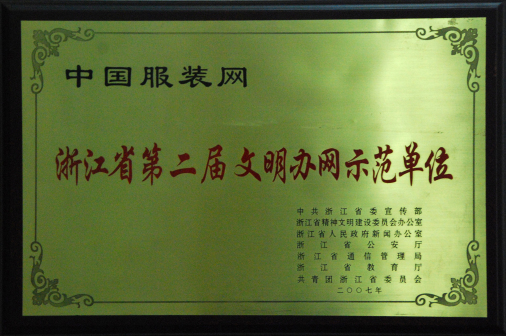 中国服装网
浙江省第二届文明办网示范单位
中共浙江省委宣传部
浙江省精神文明建设委员会办公室
浙江省人民政府新闻办公室
浙江省公安厅
浙江省通信管理局
浙江省教育厅
共青团浙江省委员会
二〇〇七年